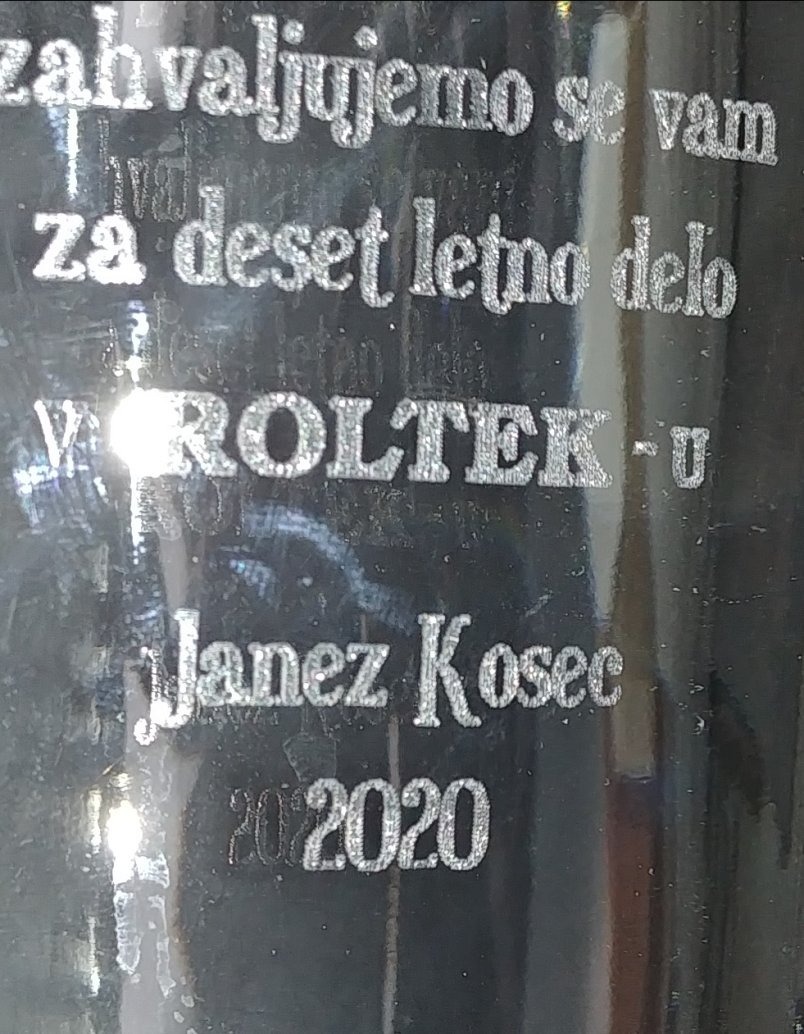 zahvaljujemo se vam
za deset letno delo
v ROLTEK - u
Janez Kosec
2020